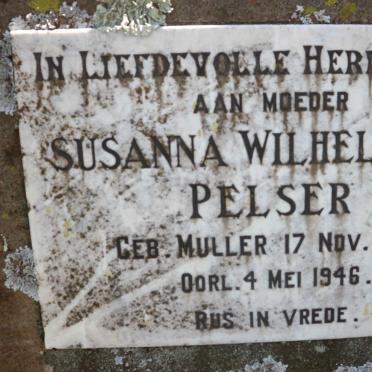 IN LIEFDEVOLLE HER
AAN MOEDER
SUSANNA WILHEL
PELSER
GEB. MULLER 17 NOV.
OORL. 4 MEI 1946.
RUS IN VREDE.